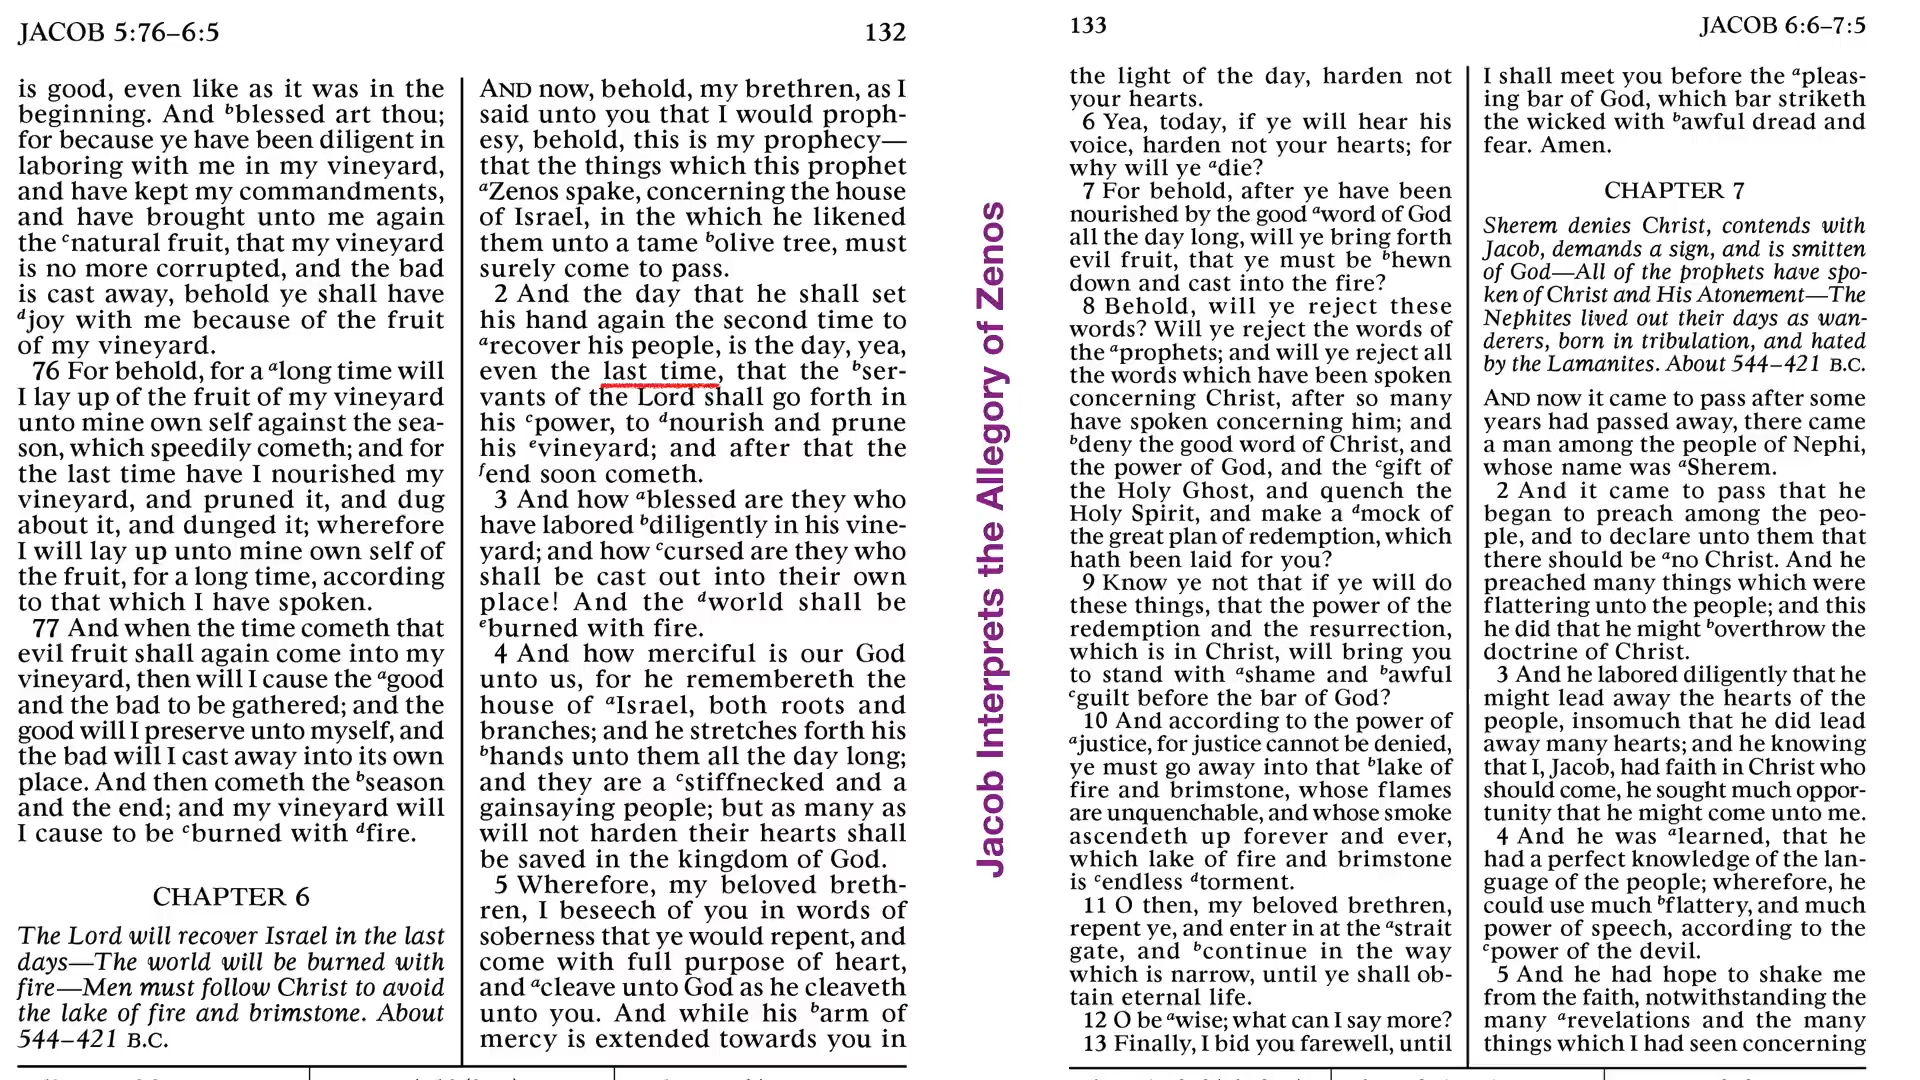 JACOB 5:76–6:5
132
is good, even like as it was in the
beginning. And ᵇblessed art thou;
for because ye have been diligent in
laboring with me in my vineyard,
and have kept my commandments,
and have brought unto me again
the ᶜnatural fruit, that my vineyard
is no more corrupted, and the bad
is cast away, behold ye shall have
ᵈjoy with me because of the fruit
of my vineyard.
76 For behold, for a ᵃlong time will
I lay up of the fruit of my vineyard
unto mine own self against the sea-
son, which speedily cometh; and for
the last time have I nourished my
vineyard, and pruned it, and dug
about it, and dunged it; wherefore
I will lay up unto mine own self of
the fruit, for a long time, according
to that which I have spoken.
77 And when the time cometh that
evil fruit shall again come into my
vineyard, then will I cause the ᵃgood
and the bad to be gathered; and the
good will I preserve unto myself, and
the bad will I cast away into its own
place. And then cometh the ᵇseason
and the end; and my vineyard will
I cause to be ᶜburned with ᵈfire.
CHAPTER 6
The Lord will recover Israel in the last
days—The world will be burned with
fire—Men must follow Christ to avoid
the lake of fire and brimstone. About
544–421 B.C.
AND now, behold, my brethren, as I
said unto you that I would proph-
esy, behold, this is my prophecy—
that the things which this prophet
ᵃZenos spake, concerning the house
of Israel, in the which he likened
them unto a tame ᵇolive tree, must
surely come to pass.
2 And the day that he shall set
his hand again the second time to
ᵃrecover his people, is the day, yea,
even the last time, that the ᵇser-
vants of the Lord shall go forth in
his ᶜpower, to ᵈnourish and prune
his ᵉvineyard; and after that the
ᶠend soon cometh.
3 And how ᵃblessed are they who
have labored ᵇdiligently in his vine-
yard; and how ᶜcursed are they who
shall be cast out into their own
place! And the ᵈworld shall be
ᵉburned with fire.
4 And how merciful is our God
unto us, for he remembereth the
house of ᵃIsrael, both roots and
branches; and he stretches forth his
ᵇhands unto them all the day long;
and they are a ᶜstiffnecked and a
gainsaying people; but as many as
will not harden their hearts shall
be saved in the kingdom of God.
5 Wherefore, my beloved breth-
ren, I beseech of you in words of
soberness that ye would repent, and
come with full purpose of heart,
and ᵃcleave unto God as he cleaveth
unto you. And while his ᵇarm of
mercy is extended towards you in
Jacob Interprets the Allegory of Zenos
133
JACOB 6:6–7:5
the light of the day, harden not
your hearts.
6 Yea, today, if ye will hear his
voice, harden not your hearts; for
why will ye ᵃdie?
7 For behold, after ye have been
nourished by the good ᵃword of God
all the day long, will ye bring forth
evil fruit, that ye must be ᵇhewn
down and cast into the fire?
8 Behold, will ye reject these
words? Will ye reject the words of
the ᵃprophets; and will ye reject all
the words which have been spoken
concerning Christ, after so many
have spoken concerning him; and
ᵇdeny the good word of Christ, and
the power of God, and the ᶜgift of
the Holy Ghost, and quench the
Holy Spirit, and make a ᵈmock of
the great plan of redemption, which
hath been laid for you?
9 Know ye not that if ye will do
these things, that the power of the
redemption and the resurrection,
which is in Christ, will bring you
to stand with ᵃshame and ᵇawful
ᶜguilt before the bar of God?
10 And according to the power of
ᵃjustice, for justice cannot be denied,
ye must go away into that ᵇlake of
fire and brimstone, whose flames
are unquenchable, and whose smoke
ascendeth up forever and ever,
which lake of fire and brimstone
is ᶜendless ᵈtorment.
11 O then, my beloved brethren,
repent ye, and enter in at the ᵃstrait
gate, and ᵇcontinue in the way
which is narrow, until ye shall ob-
tain eternal life.
12 O be ᵃwise; what can I say more?
13 Finally, I bid you farewell, until
I shall meet you before the ᵃpleas-
ing bar of God, which bar striketh
the wicked with ᵇawful dread and
fear. Amen.
CHAPTER 7
Sherem denies Christ, contends with
Jacob, demands a sign, and is smitten
of God—All of the prophets have spo-
ken of Christ and His Atonement—The
Nephites lived out their days as wan-
derers, born in tribulation, and hated
by the Lamanites. About 544–421 B.C.
AND now it came to pass after some
years had passed away, there came
a man among the people of Nephi,
whose name was ᵃSherem.
2 And it came to pass that he
began to preach among the peo-
ple, and to declare unto them that
there should be ᵃno Christ. And he
preached many things which were
flattering unto the people; and this
he did that he might ᵇoverthrow the
doctrine of Christ.
3 And he labored diligently that he
might lead away the hearts of the
people, insomuch that he did lead
away many hearts; and he knowing
that I, Jacob, had faith in Christ who
should come, he sought much oppor-
tunity that he might come unto me.
4 And he was ᵃlearned, that he
had a perfect knowledge of the lan-
guage of the people; wherefore, he
could use much ᵇflattery, and much
power of speech, according to the
ᶜpower of the devil.
5 And he had hope to shake me
from the faith, notwithstanding the
many ᵃrevelations and the many
things which I had seen concerning